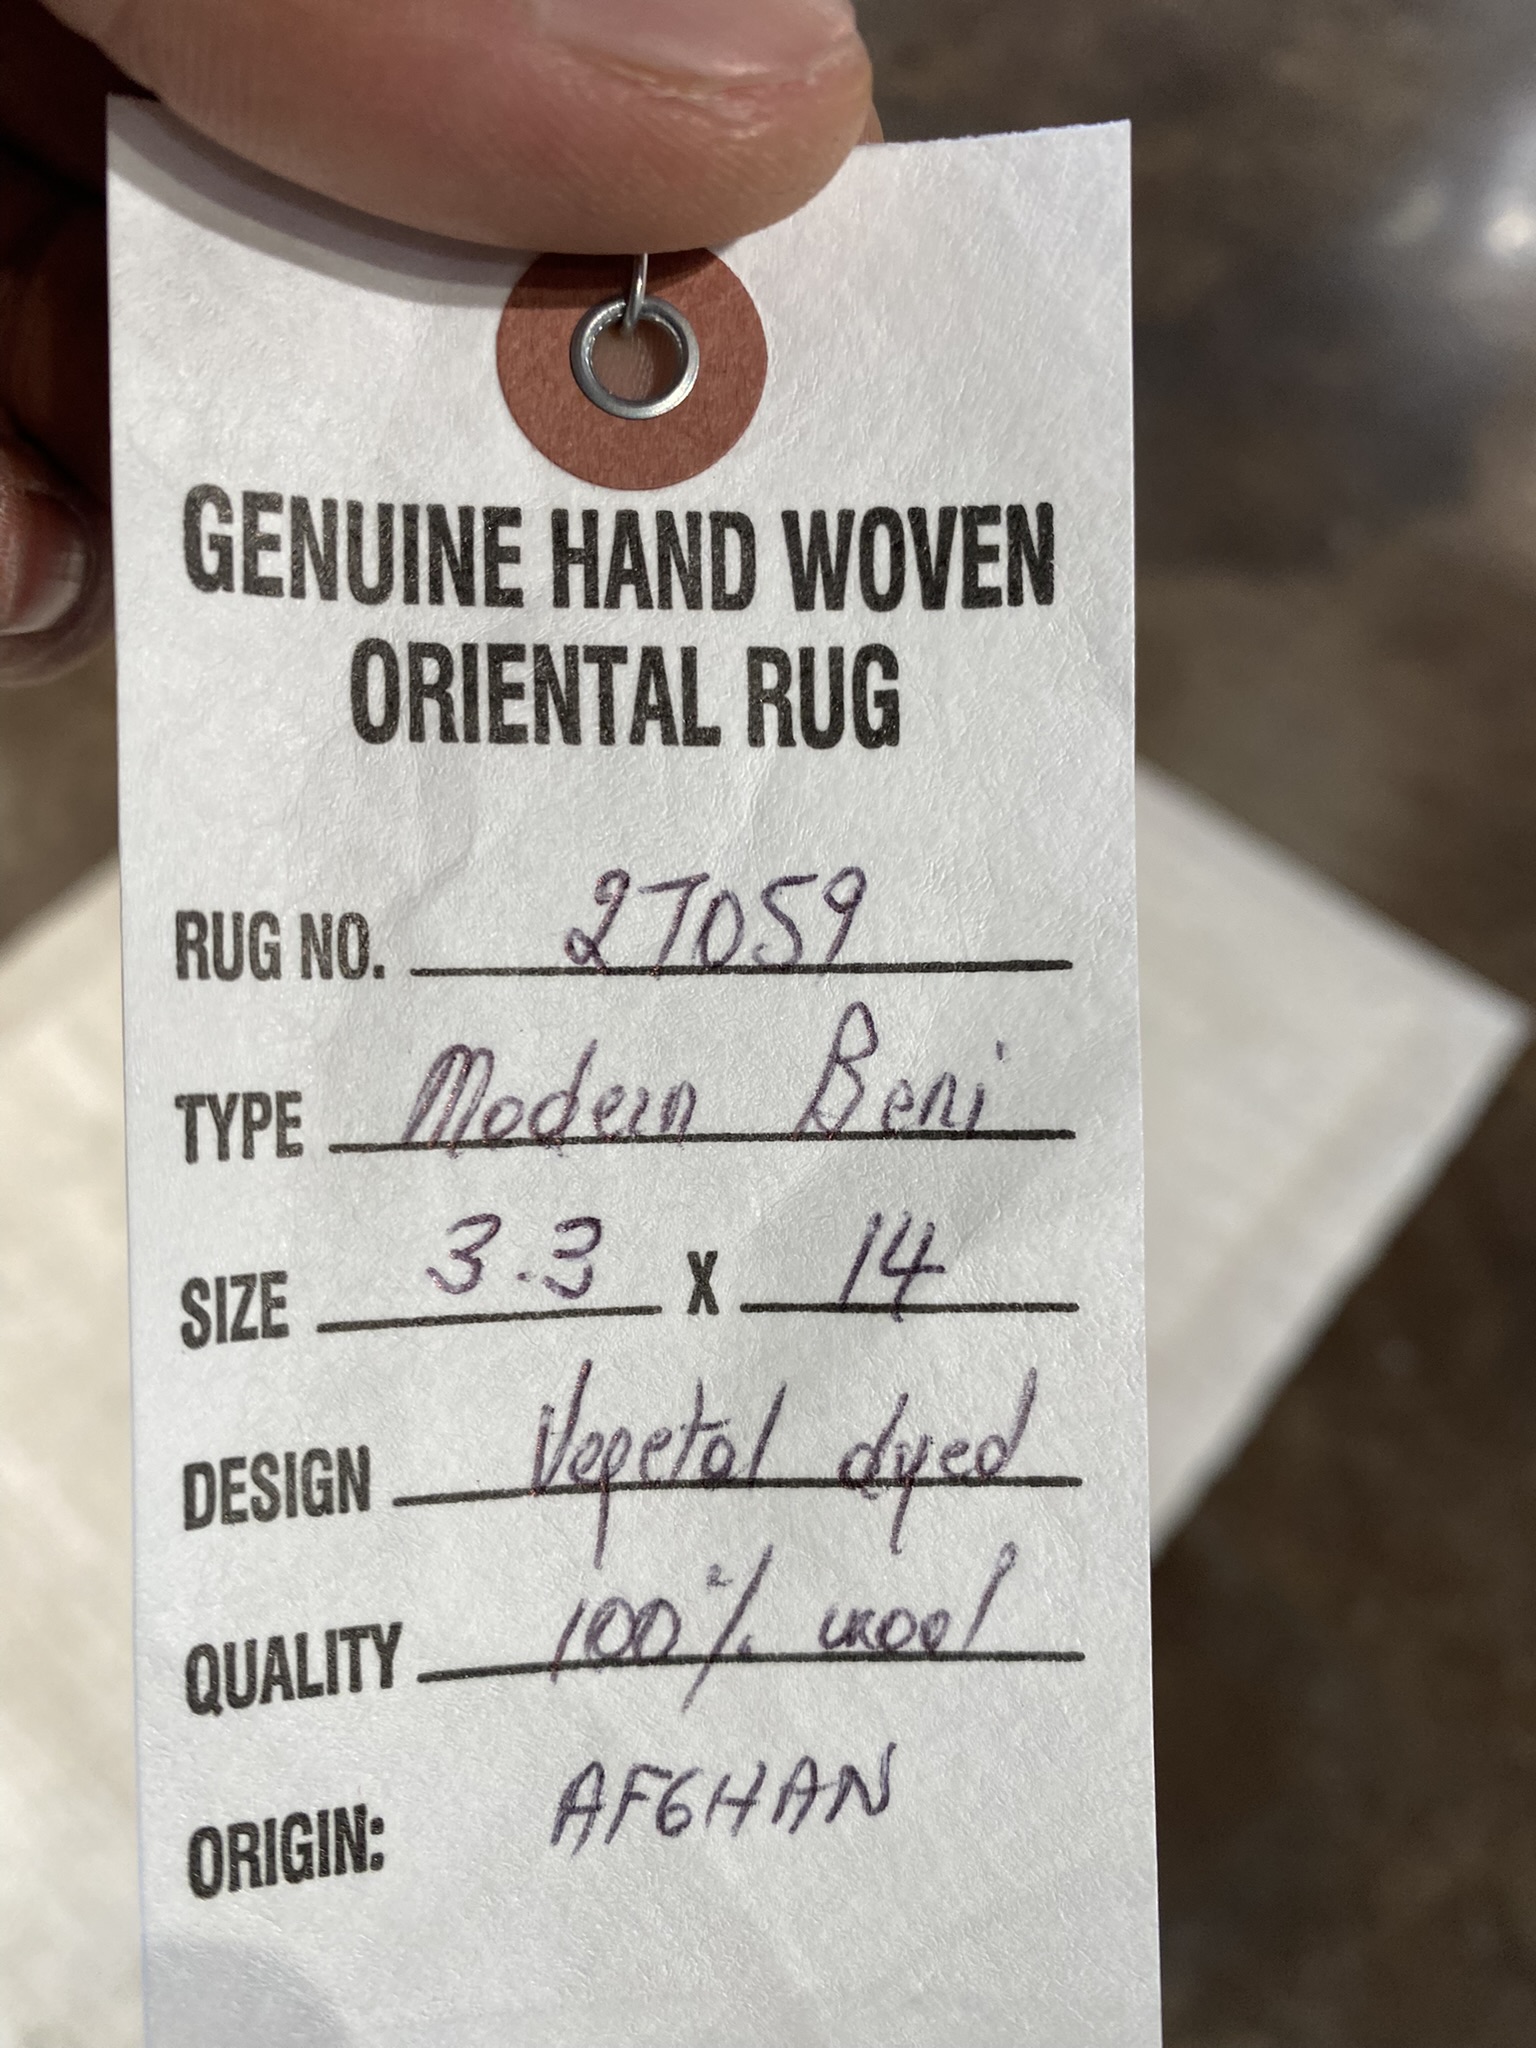 GENUINE HAND WOVEN
ORIENTAL RUG
RUG NO. 27059
TYPE Modern Beni
SIZE 3.3 X 14
DESIGN Vegetal dyed
QUALITY 100% wool
ORIGIN: AFGHAN